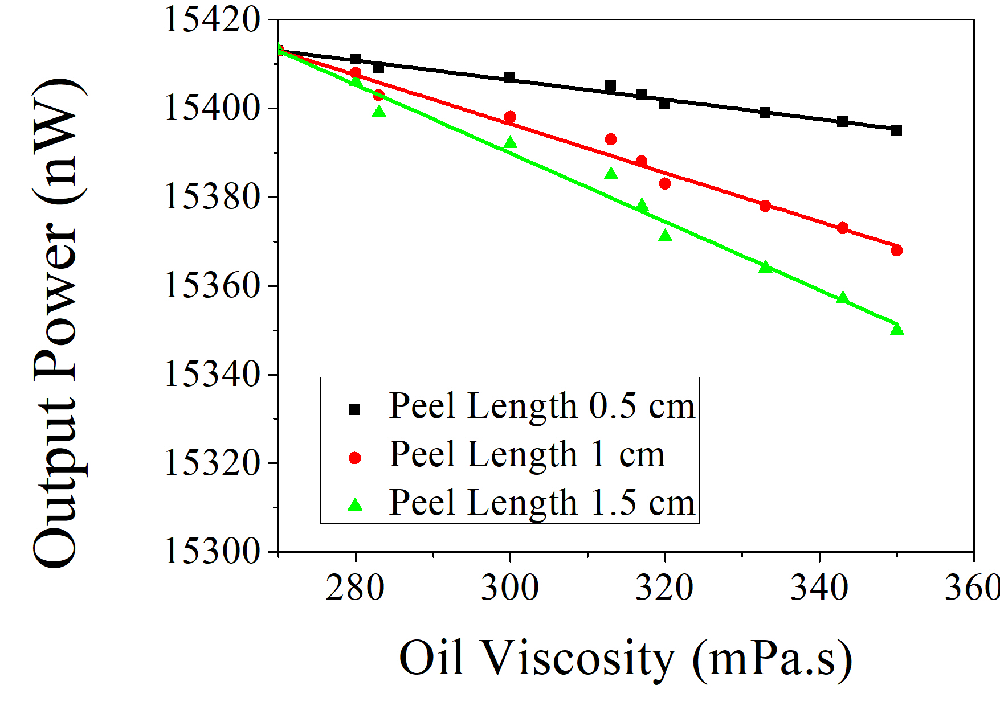 15420
15400
15380
15360
15340
15320
15300
Output Power (nW)
Peel Length 0.5 cm
Peel Length 1 cm
Peel Length 1.5 cm
280 300 320 340 360
Oil Viscosity (mPa.s)